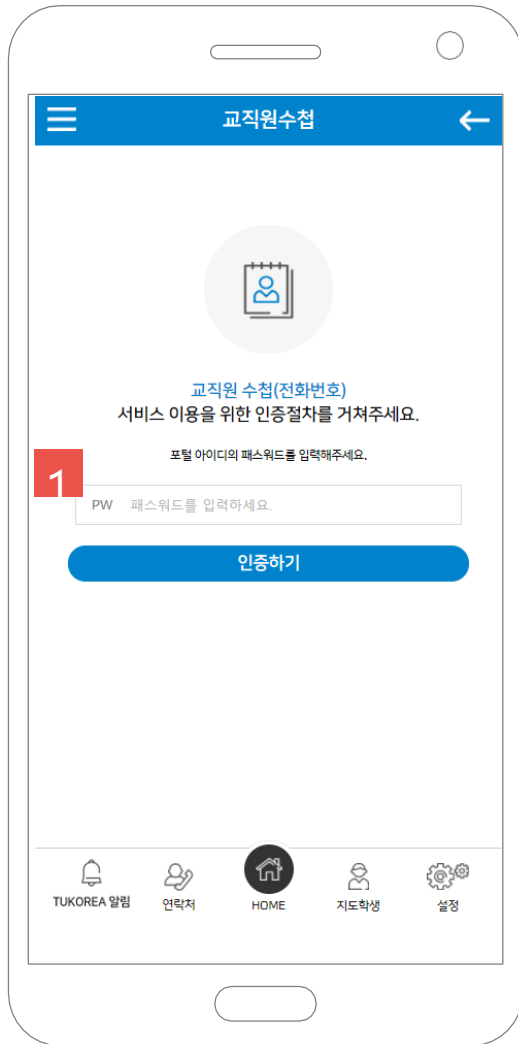 교직원수첩
교직원 수첩(전화번호)
서비스 이용을 위한 인증절차를 거쳐주세요.
포털 아이디의 패스워드를 입력해주세요.
1
PW 패스워드를 입력하세요.
인증하기
TUKOREA 알림 연락처 HOME 지도학생 설정